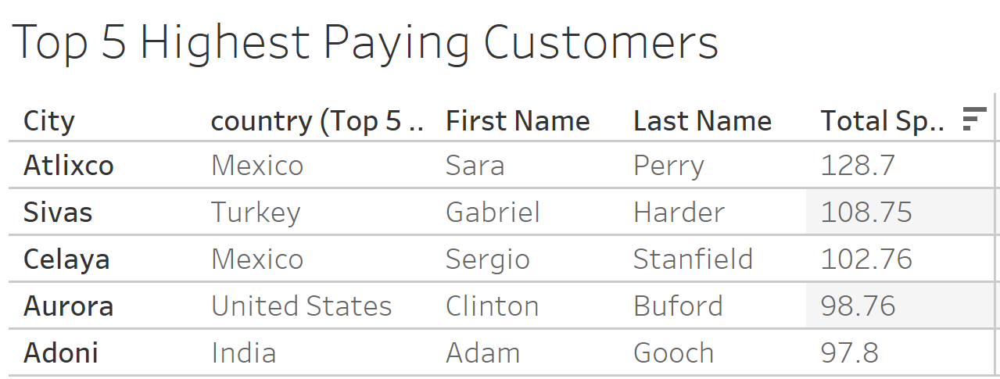 Top 5 Highest Paying Customers
City country (Top 5 .. First Name Last Name Total Sp..
Atlixco Mexico Sara Perry 128.7
Sivas Turkey Gabriel Harder 108.75
Celaya Mexico Sergio Stanfield 102.76
Aurora United States Clinton Buford 98.76
Adoni India Adam Gooch 97.8